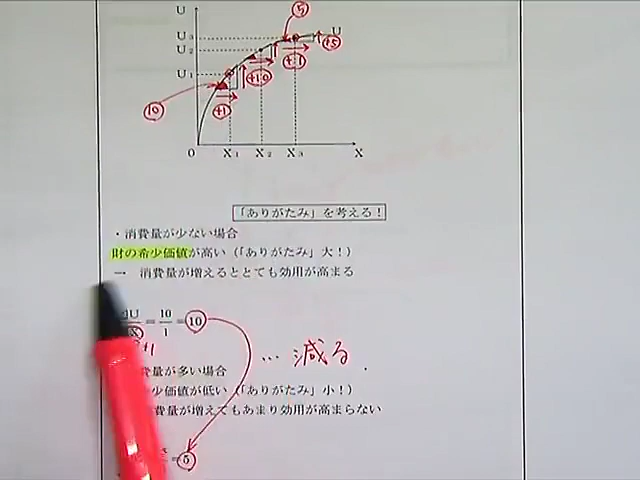 U
⑤
U₃ U
U₂ +5
U₁ +10 +1
⑩ +1
0 X₁ X₂ X₃ X
「ありがたみ」を考える！
・消費量が少ない場合
財の希少価値が高い（「ありがたみ」大！）
→ 消費量が増えるととても効用が高まる
10/1 = ⑩
+1
… 減る
量が多い場合
少価値が低い（「ありがたみ」小！）
費量が増えてもあまり効用が高まらない
= ⑤